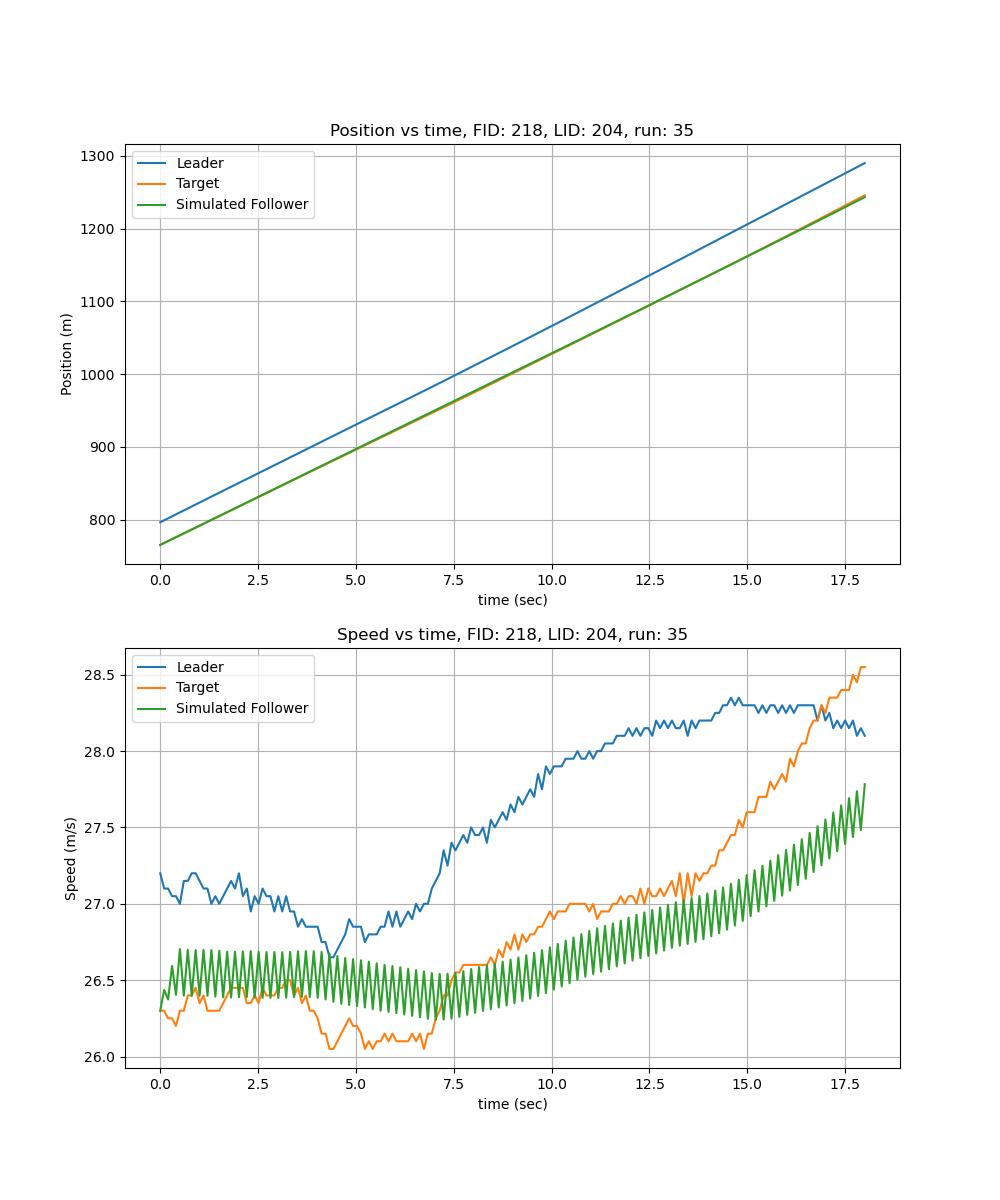 Position vs time, FID: 218, LID: 204, run: 35
Leader
Target
Simulated Follower
1300
1200
1100
1000
900
800
Position (m)
0.0 2.5 5.0 7.5 10.0 12.5 15.0 17.5
time (sec)
Speed vs time, FID: 218, LID: 204, run: 35
Leader
Target
Simulated Follower
28.5
28.0
27.5
27.0
26.5
26.0
Speed (m/s)
0.0 2.5 5.0 7.5 10.0 12.5 15.0 17.5
time (sec)